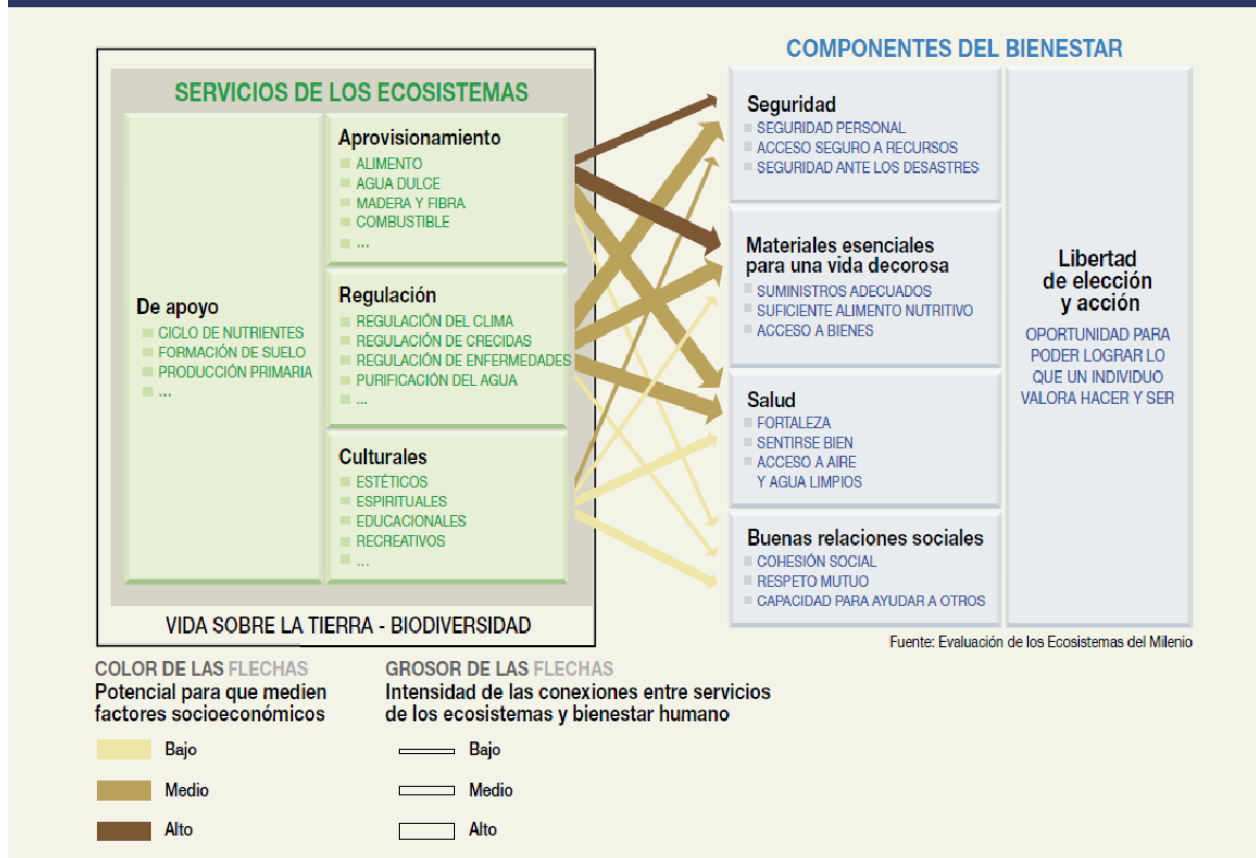 SERVICIOS DE LOS ECOSISTEMAS
De apoyo
CICLO DE NUTRIENTES
FORMACIÓN DE SUELO
PRODUCCIÓN PRIMARIA
...
Aprovisionamiento
ALIMENTO
AGUA DULCE
MADERA Y FIBRA
COMBUSTIBLE
...
Regulación
REGULACIÓN DEL CLIMA
REGULACIÓN DE CRECIDAS
REGULACIÓN DE ENFERMEDADES
PURIFICACIÓN DEL AGUA
...
Culturales
ESTÉTICOS
ESPIRITUALES
EDUCACIONALES
RECREATIVOS
...
VIDA SOBRE LA TIERRA - BIODIVERSIDAD
COMPONENTES DEL BIENESTAR
Seguridad
SEGURIDAD PERSONAL
ACCESO SEGURO A RECURSOS
SEGURIDAD ANTE LOS DESASTRES
Materiales esenciales
para una vida decorosa
SUMINISTROS ADECUADOS
SUFICIENTE ALIMENTO NUTRITIVO
ACCESO A BIENES
Salud
FORTALEZA
SENTIRSE BIEN
ACCESO A AIRE
Y AGUA LIMPIOS
Buenas relaciones sociales
COHESIÓN SOCIAL
RESPETO MUTUO
CAPACIDAD PARA AYUDAR A OTROS
Libertad
de elección
y acción
OPORTUNIDAD PARA
PODER LOGRAR LO
QUE UN INDIVIDUO
VALORA HACER Y SER
Fuente: Evaluación de los Ecosistemas del Milenio
COLOR DE LAS FLECHAS
Potencial para que medien
factores socioeconómicos
Bajo
Medio
Alto
GROSOR DE LAS FLECHAS
Intensidad de las conexiones entre servicios
de los ecosistemas y bienestar humano
Bajo
Medio
Alto